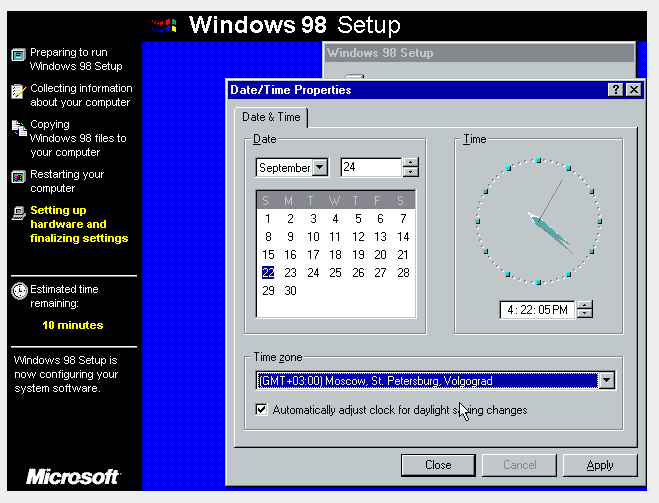 Windows 98 Setup
Preparing to run
Windows 98 Setup
Collecting information
about your computer
Copying
Windows 98 files to
your computer
Restarting your
computer
Setting up
hardware and
finalizing settings
Estimated time
remaining:
10 minutes
Windows 98 Setup is
now configuring your
system software.
Microsoft
Windows 98 Setup
Date/Time Properties
Date & Time
Date
September 24
S M T W T F S
1 2 3 4 5 6 7
8 9 10 11 12 13 14
15 16 17 18 19 20 21
22 23 24 25 26 27 28
29 30
Time
4:22:05 PM
Time zone
(GMT+03:00) Moscow, St. Petersburg, Volgograd
Automatically adjust clock for daylight saving changes
Close Cancel Apply